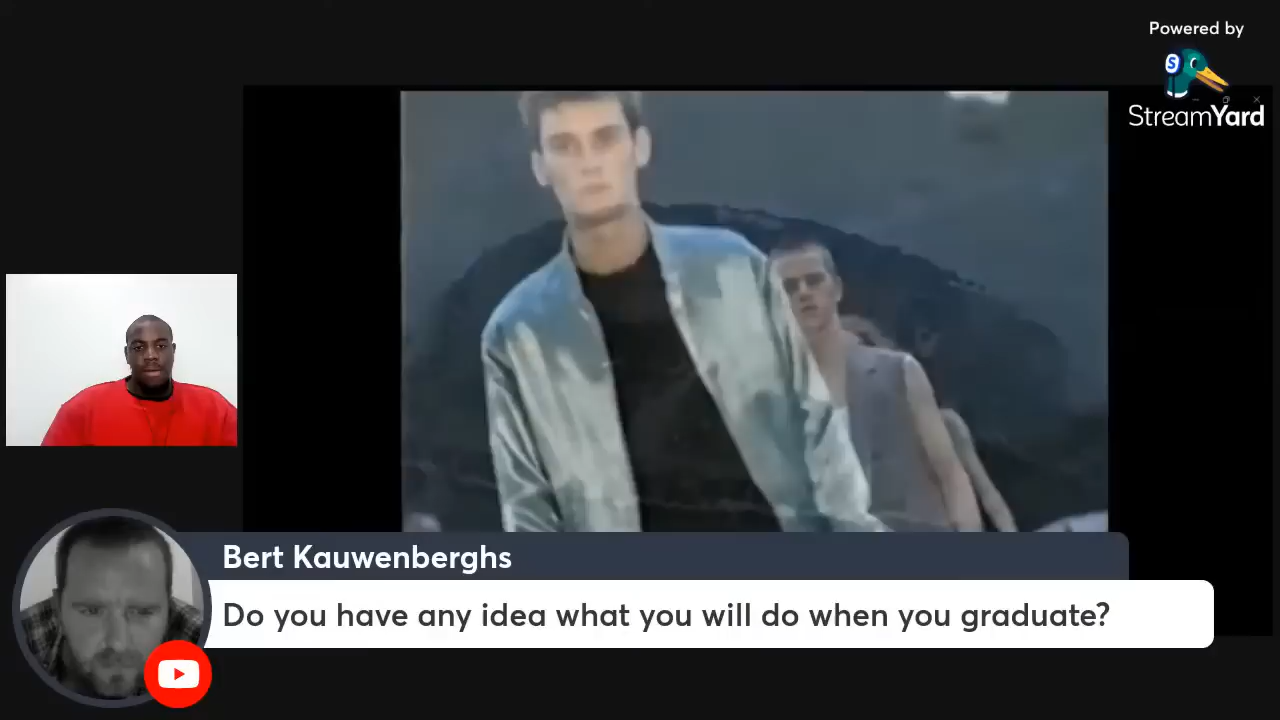 Powered by
S
StreamYard
Bert Kauwenberghs
Do you have any idea what you will do when you graduate?